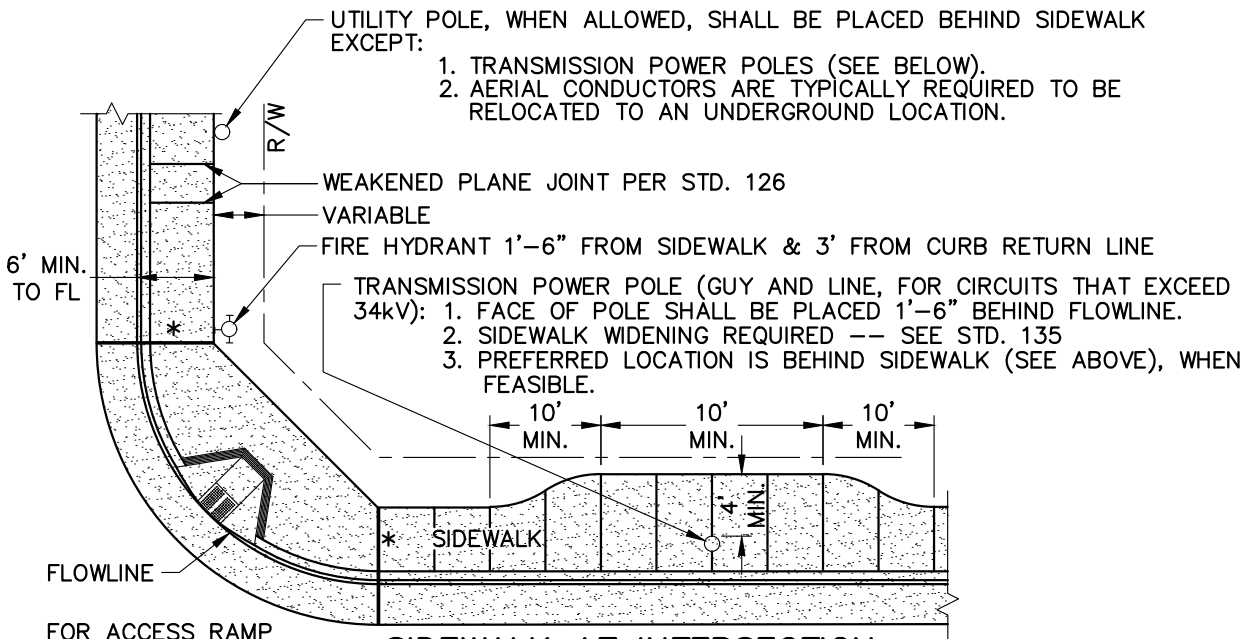 UTILITY POLE, WHEN ALLOWED, SHALL BE PLACED BEHIND SIDEWALK
EXCEPT:
1. TRANSMISSION POWER POLES (SEE BELOW).
2. AERIAL CONDUCTORS ARE TYPICALLY REQUIRED TO BE
RELOCATED TO AN UNDERGROUND LOCATION.
R/W
WEAKENED PLANE JOINT PER STD. 126
VARIABLE
FIRE HYDRANT 1'-6" FROM SIDEWALK & 3' FROM CURB RETURN LINE
6' MIN.
TO FL
TRANSMISSION POWER POLE (GUY AND LINE, FOR CIRCUITS THAT EXCEED
34kV): 1. FACE OF POLE SHALL BE PLACED 1'-6" BEHIND FLOWLINE.
2. SIDEWALK WIDENING REQUIRED -- SEE STD. 135
3. PREFERRED LOCATION IS BEHIND SIDEWALK (SEE ABOVE), WHEN
FEASIBLE.
*
10' MIN.
10' MIN.
10' MIN.
4' MIN.
* SIDEWALK
FLOWLINE
FOR ACCESS RAMP
SIDEWALK AT INTERSECTION